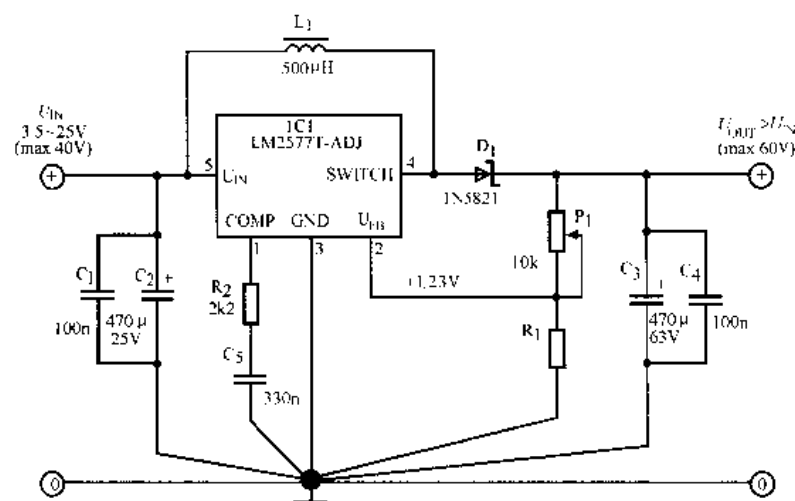 L1
500µH
UIN
3.5~25V
(max 40V)
IC1
LM2577T-ADJ
5
UIN
SWITCH
4
COMP
GND
UFB
1
3
2
D1
1N5821
UOUT >UIN
(max 60V)
P1
10k
+1,23V
R2
2k2
C5
330n
R1
C1
100n
C2
+
470µ
25V
C3
+
470µ
63V
C4
100n
+
+
0
0